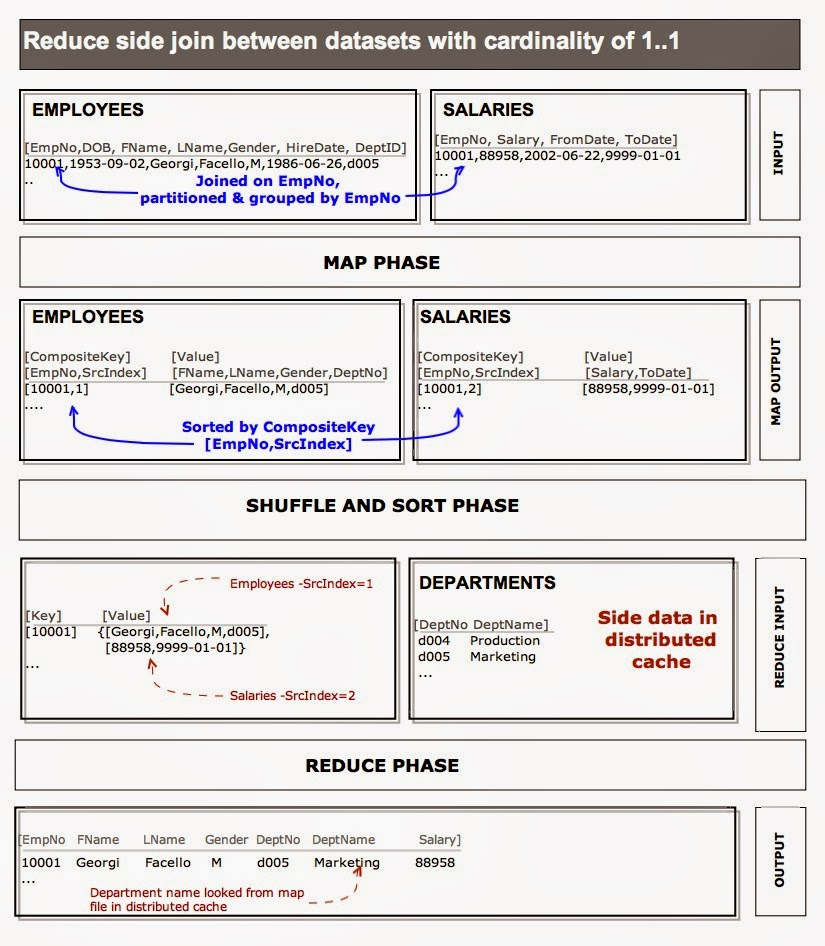 Reduce side join between datasets with cardinality of 1..1
EMPLOYEES
[EmpNo,DOB, FName, LName,Gender, HireDate, DeptID]
10001,1953-09-02,Georgi,Facello,M,1986-06-26,d005
..
SALARIES
[EmpNo, Salary, FromDate, ToDate]
10001,88958,2002-06-22,9999-01-01
...
Joined on EmpNo,
partitioned & grouped by EmpNo
INPUT
MAP PHASE
EMPLOYEES
[CompositeKey] [Value]
[EmpNo,SrcIndex] [FName,LName,Gender,DeptNo]
[10001,1] [Georgi,Facello,M,d005]
....
SALARIES
[CompositeKey] [Value]
[EmpNo,SrcIndex] [Salary,ToDate]
[10001,2] [88958,9999-01-01]
...
Sorted by CompositeKey
[EmpNo,SrcIndex]
MAP OUTPUT
SHUFFLE AND SORT PHASE
Employees -SrcIndex=1
[Key] [Value]
[10001] {[Georgi,Facello,M,d005],
[88958,9999-01-01]}
...
Salaries -SrcIndex=2
DEPARTMENTS
[DeptNo DeptName]
d004 Production
d005 Marketing
...
Side data in
distributed
cache
REDUCE INPUT
REDUCE PHASE
[EmpNo FName LName Gender DeptNo DeptName Salary]
10001 Georgi Facello M d005 Marketing 88958
...
Department name looked from map
file in distributed cache
OUTPUT